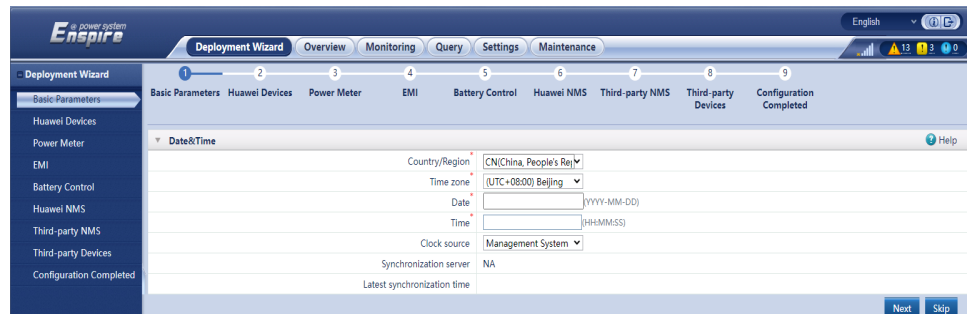 e power system
Enspire
English
Deployment Wizard Overview Monitoring Query Settings Maintenance
13 3 0
Deployment Wizard
Basic Parameters
Huawei Devices
Power Meter
EMI
Battery Control
Huawei NMS
Third-party NMS
Third-party Devices
Configuration Completed
1 2 3 4 5 6 7 8 9
Basic Parameters Huawei Devices Power Meter EMI Battery Control Huawei NMS Third-party NMS Third-party Devices Configuration Completed
Date&Time
Help
Country/Region * CN(China, People's Re
Time zone * (UTC+08:00) Beijing
Date * (YYYY-MM-DD)
Time * (HH:MM:SS)
Clock source Management System
Synchronization server NA
Latest synchronization time
Next Skip